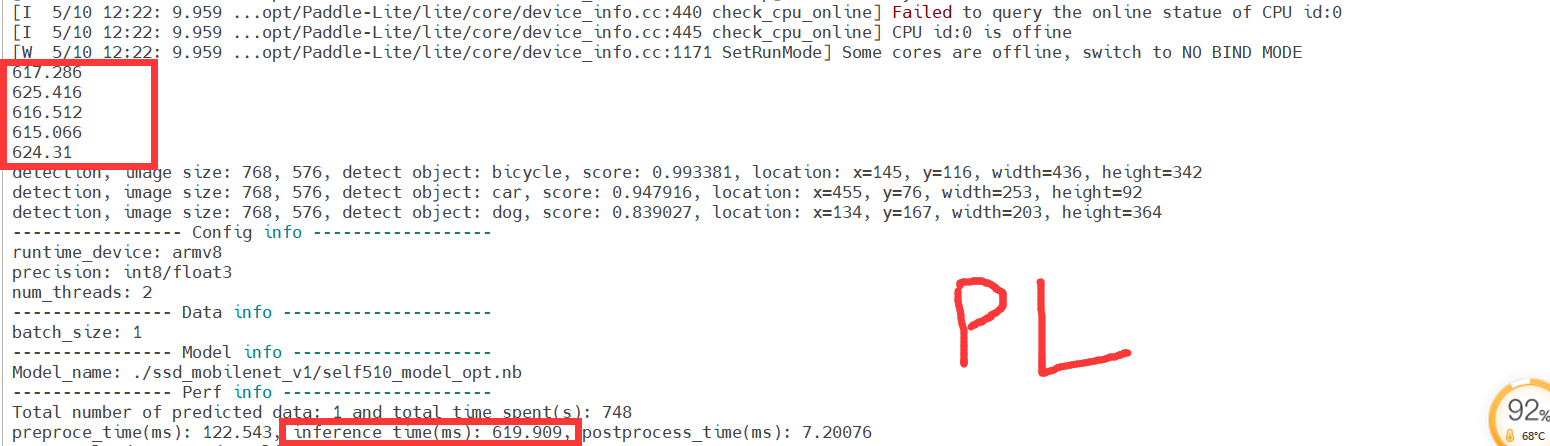 [I  5/10 12:22: 9.959 ...opt/Paddle-Lite/lite/core/device_info.cc:440 check_cpu_online] Failed to query the online statue of CPU id:0
[I  5/10 12:22: 9.959 ...opt/Paddle-Lite/lite/core/device_info.cc:445 check_cpu_online] CPU id:0 is offine
[W  5/10 12:22: 9.959 ...opt/Paddle-Lite/lite/core/device_info.cc:1171 SetRunMode] Some cores are offline, switch to NO BIND MODE
617.286
625.416
616.512
615.066
624.31
detection, image size: 768, 576, detect object: bicycle, score: 0.993381, location: x=145, y=116, width=436, height=342
detection, image size: 768, 576, detect object: car, score: 0.947916, location: x=455, y=76, width=253, height=92
detection, image size: 768, 576, detect object: dog, score: 0.839027, location: x=134, y=167, width=203, height=364
---------------- Config info -----------------
runtime_device: armv8
precision: int8/float3
num_threads: 2
--------------- Data info --------------------
batch_size: 1
--------------- Model info -------------------
Model_name: ./ssd_mobilenet_v1/self510_model_opt.nb
--------------- Perf info --------------------
Total number of predicted data: 1 and total time spent(s): 748
preproce_time(ms): 122.543, inference_time(ms): 619.909, postprocess_time(ms): 7.20076
PL
92%
68°C